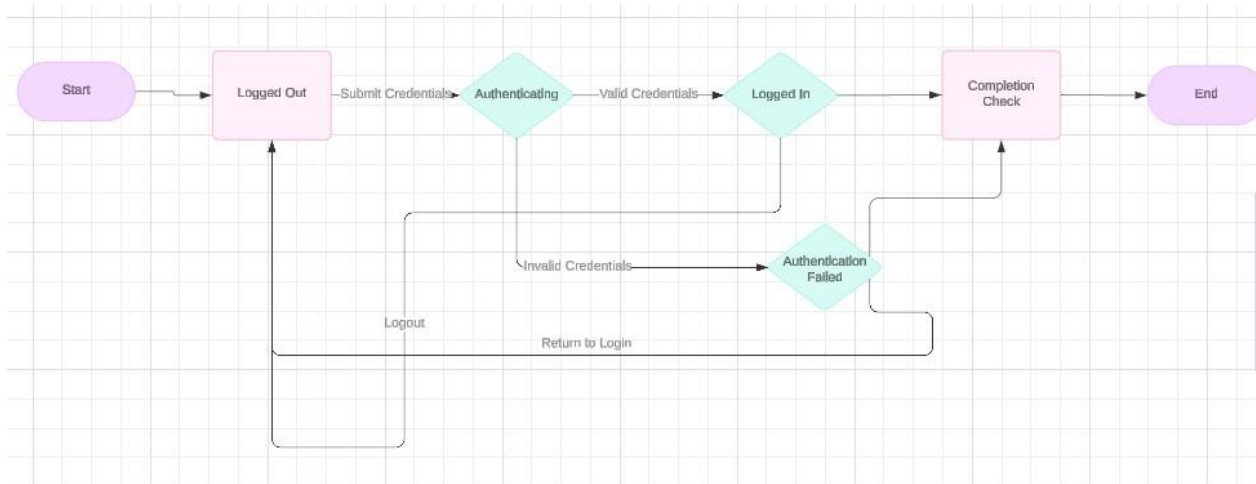 Start
Logged Out
Submit Credentials
Authenticating
Valid Credentials
Logged In
Completion
Check
End
Invalid Credentials
Authentication
Failed
Logout
Return to Login